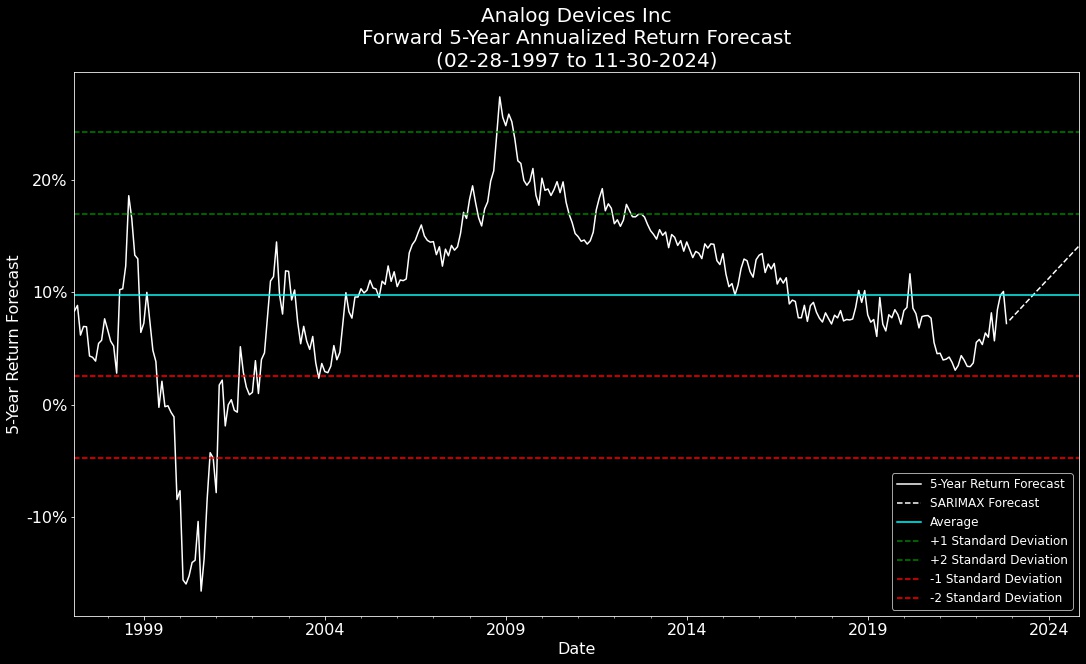 Analog Devices Inc
Forward 5-Year Annualized Return Forecast
(02-28-1997 to 11-30-2024)
5-Year Return Forecast
20%
10%
0%
-10%
5-Year Return Forecast
SARIMAX Forecast
Average
+1 Standard Deviation
+2 Standard Deviation
-1 Standard Deviation
-2 Standard Deviation
1999 2004 2009 2014 2019 2024
Date